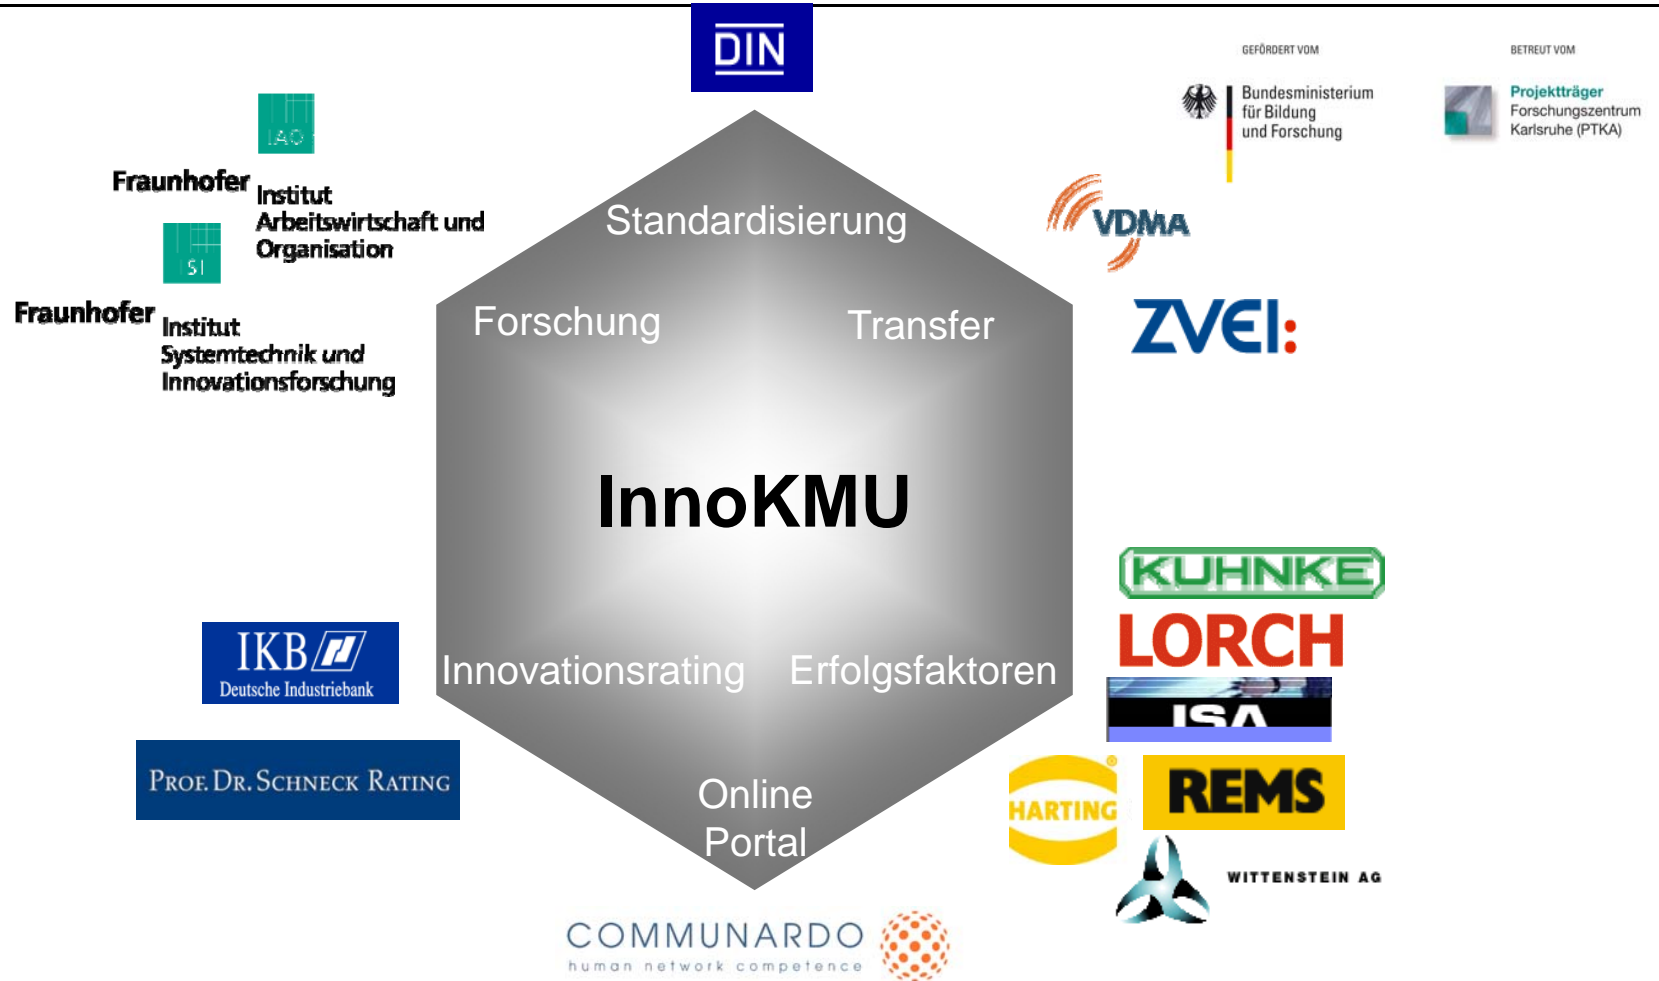 DIN
GEFÖRDERT VOM
Bundesministerium
für Bildung
und Forschung
BETREUT VOM
Projektträger
Forschungszentrum
Karlsruhe (PTKA)
IAO
Fraunhofer
Institut
Arbeitswirtschaft und
Organisation
ISI
Fraunhofer
Institut
Systemtechnik und
Innovationsforschung
Standardisierung
Forschung
Transfer
VDMA
ZVEI:
InnoKMU
Innovationsrating
Erfolgsfaktoren
Online
Portal
IKB
Deutsche Industriebank
PROF. DR. SCHNECK RATING
KUHNKE
LORCH
ISA
HARTING
®
REMS
WITTENSTEIN AG
COMMUNARDO
human network competence